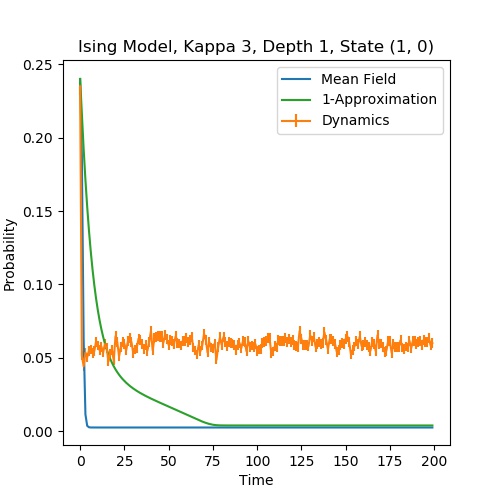 Ising Model, Kappa 3, Depth 1, State (1, 0)
Mean Field
1-Approximation
Dynamics
Probability
0.25
0.20
0.15
0.10
0.05
0.00
0 25 50 75 100 125 150 175 200
Time